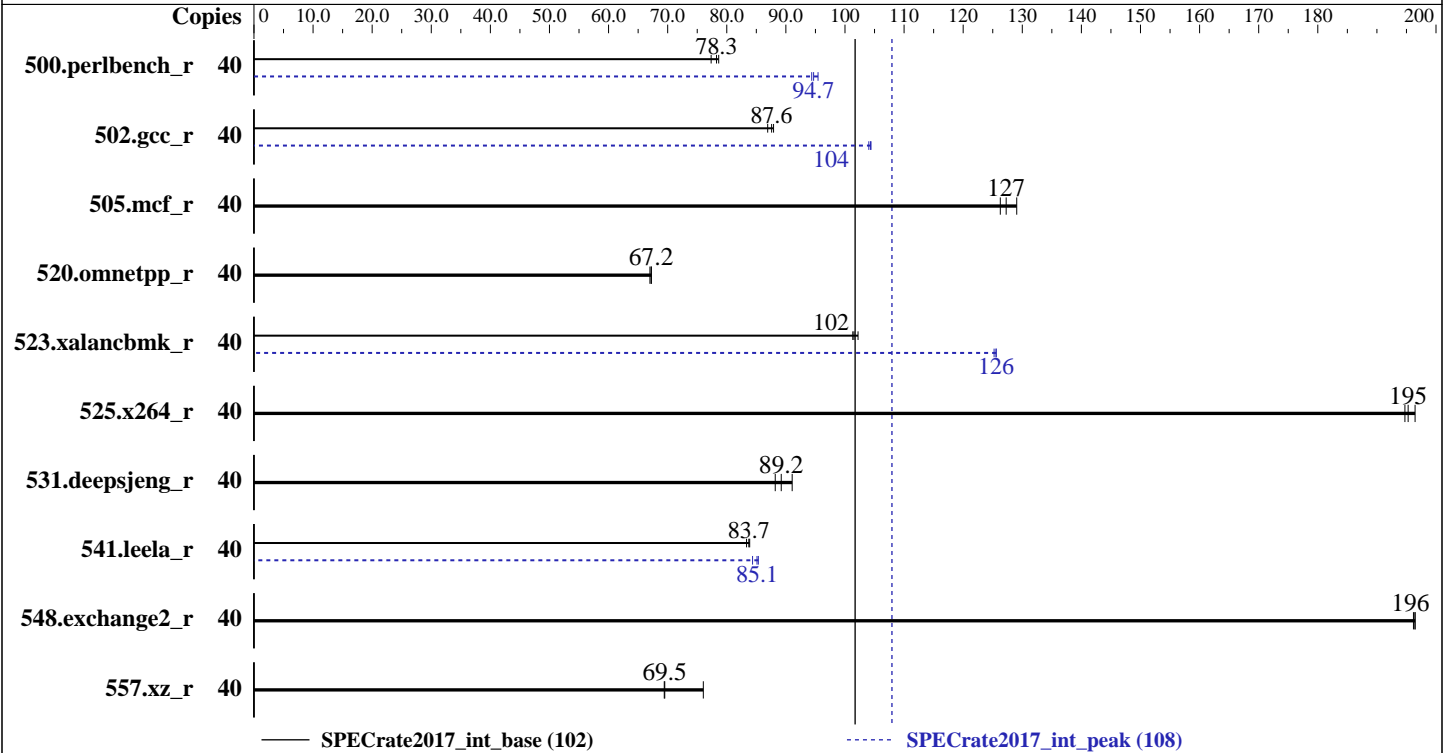 Copies 0 10.0 20.0 30.0 40.0 50.0 60.0 70.0 80.0 90.0 100 110 120 130 140 150 160 170 180 200
78.3
500.perlbench_r 40
94.7
87.6
502.gcc_r 40
104
127
505.mcf_r 40
67.2
520.omnetpp_r 40
102
523.xalancbmk_r 40
126
195
525.x264_r 40
89.2
531.deepsjeng_r 40
83.7
541.leela_r 40
85.1
196
548.exchange2_r 40
69.5
557.xz_r 40
SPECrate2017_int_base (102) SPECrate2017_int_peak (108)